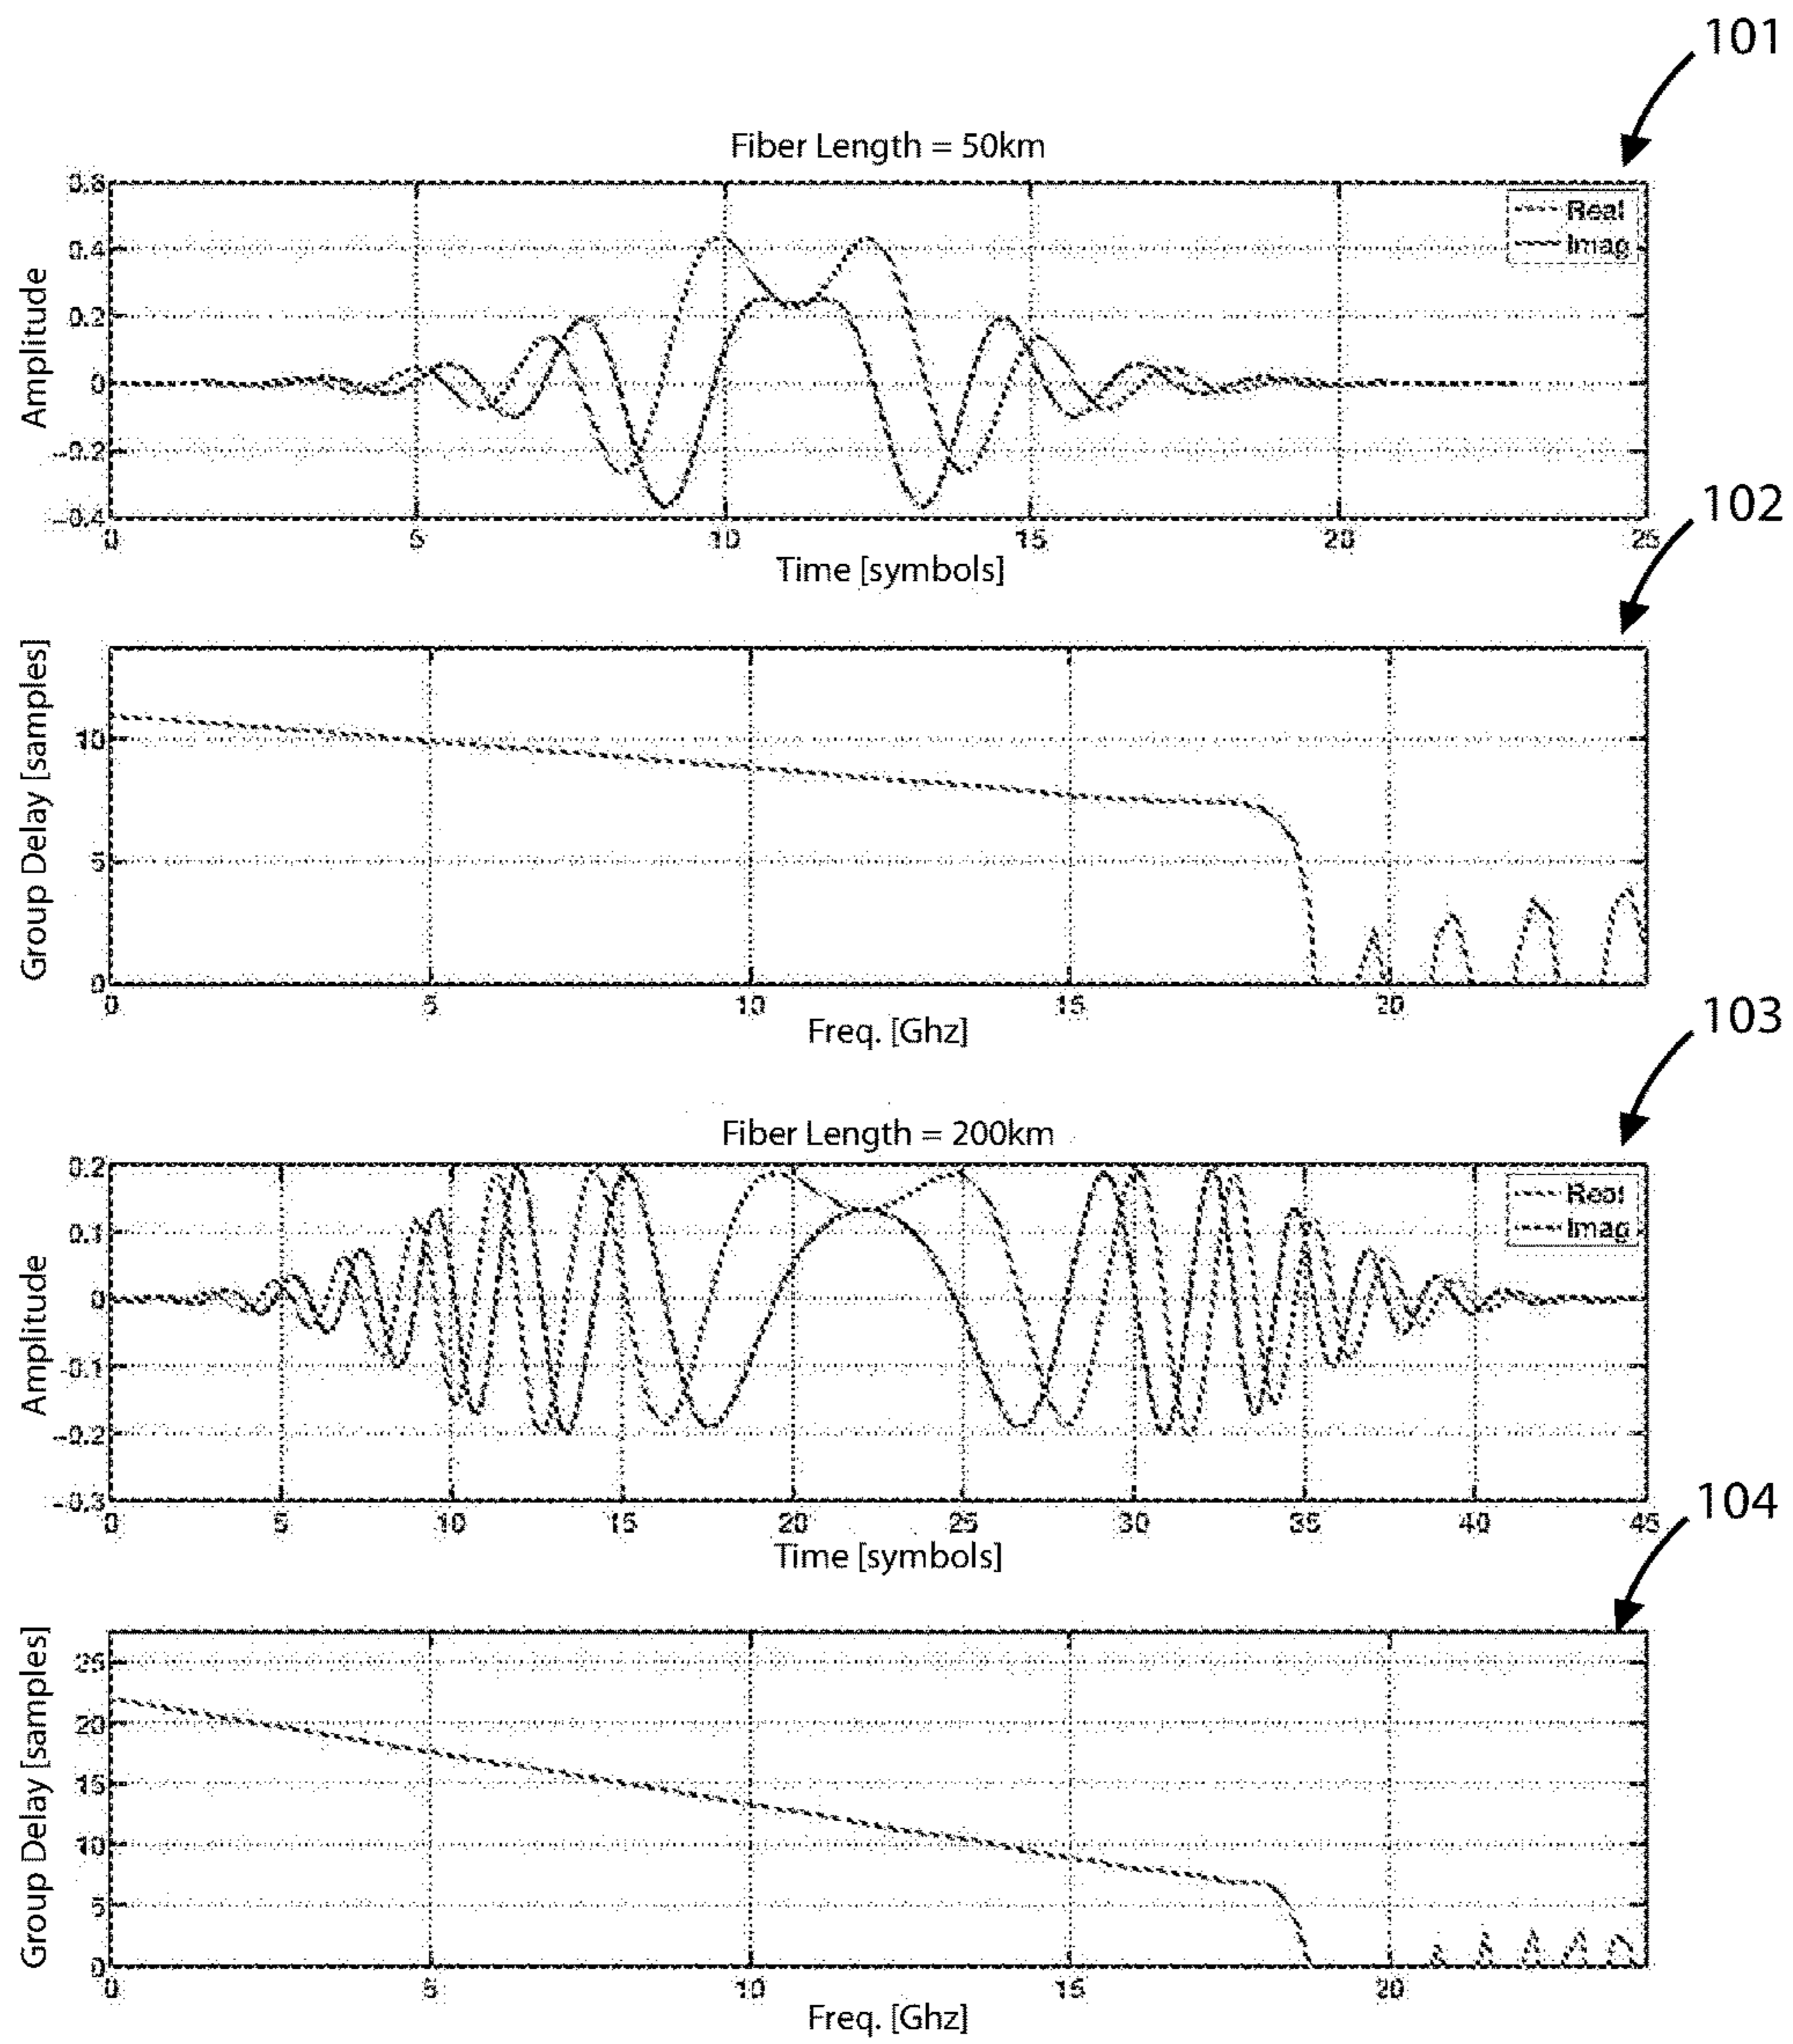 101
Fiber Length = 50km
0.6
0.4
0.2
0
-0.2
-0.4
Amplitude
Real
Imag
0 5 10 15 20 25
Time [symbols]
102
10
5
0
Group Delay [samples]
0 5 10 15 20
Freq. [Ghz]
103
Fiber Length = 200km
0.2
0.1
0
-0.1
-0.2
-0.3
Amplitude
Real
Imag
0 5 10 15 20 25 30 35 40 45
Time [symbols]
104
25
20
15
10
5
0
Group Delay [samples]
0 5 10 15 20
Freq. [Ghz]